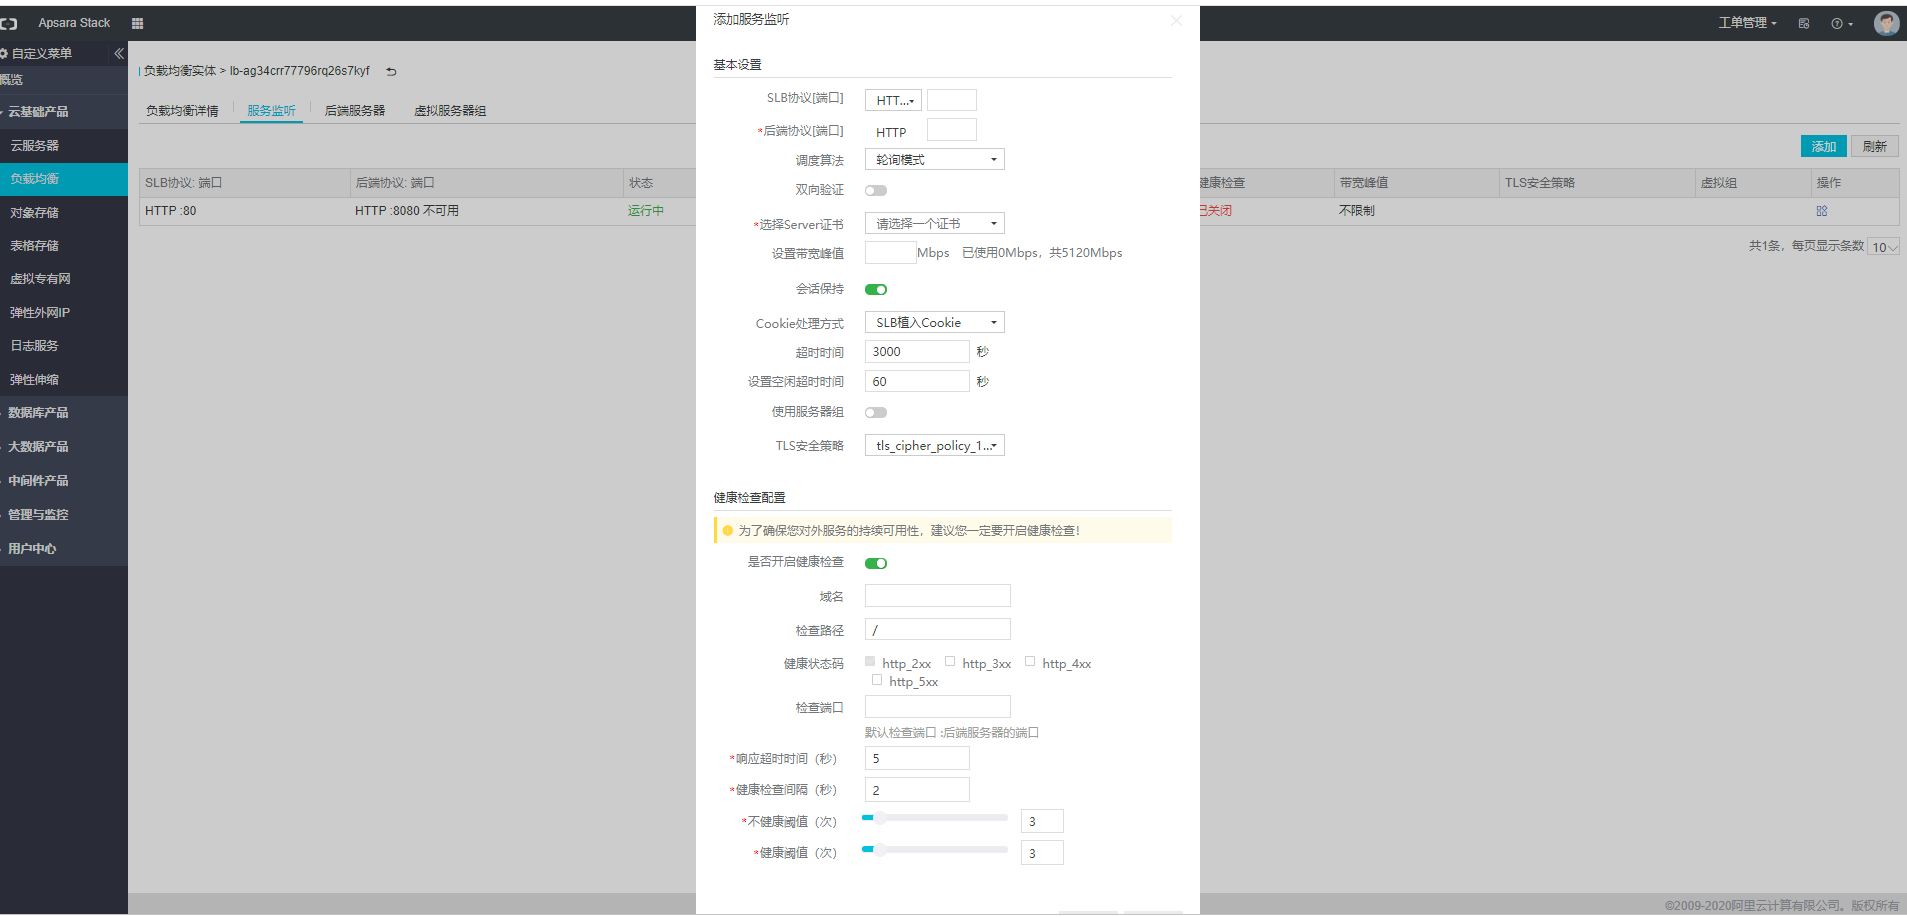 Apsara Stack
工单管理
自定义菜单
概览
云基础产品
云服务器
负载均衡
对象存储
表格存储
虚拟专有网
弹性外网IP
日志服务
弹性伸缩
数据库产品
大数据产品
中间件产品
管理与监控
用户中心
负载均衡实体 > lb-ag34crr77796rq26s7kyf
负载均衡详情 服务监听 后端服务器 虚拟服务器组
添加 刷新
SLB协议: 端口 后端协议: 端口 状态 健康检查 带宽峰值 TLS安全策略 虚拟组 操作
HTTP :80 HTTP :8080 不可用 运行中 已关闭 不限制
共1条，每页显示条数 10
添加服务监听
基本设置
SLB协议[端口] HTT...
*后端协议[端口] HTTP
调度算法 轮询模式
双向验证
*选择Server证书 请选择一个证书
设置带宽峰值 Mbps 已使用0Mbps，共5120Mbps
会话保持
Cookie处理方式 SLB植入Cookie
超时时间 3000 秒
设置空闲超时时间 60 秒
使用服务器组
TLS安全策略 tls_cipher_policy_1...
健康检查配置
为了确保您对外服务的持续可用性，建议您一定要开启健康检查!
是否开启健康检查
域名
检查路径 /
健康状态码 http_2xx http_3xx http_4xx
http_5xx
检查端口
默认检查端口 :后端服务器的端口
*响应超时时间（秒） 5
*健康检查间隔（秒） 2
*不健康阈值（次） 3
*健康阈值（次） 3
©2009-2020阿里云计算有限公司。版权所有